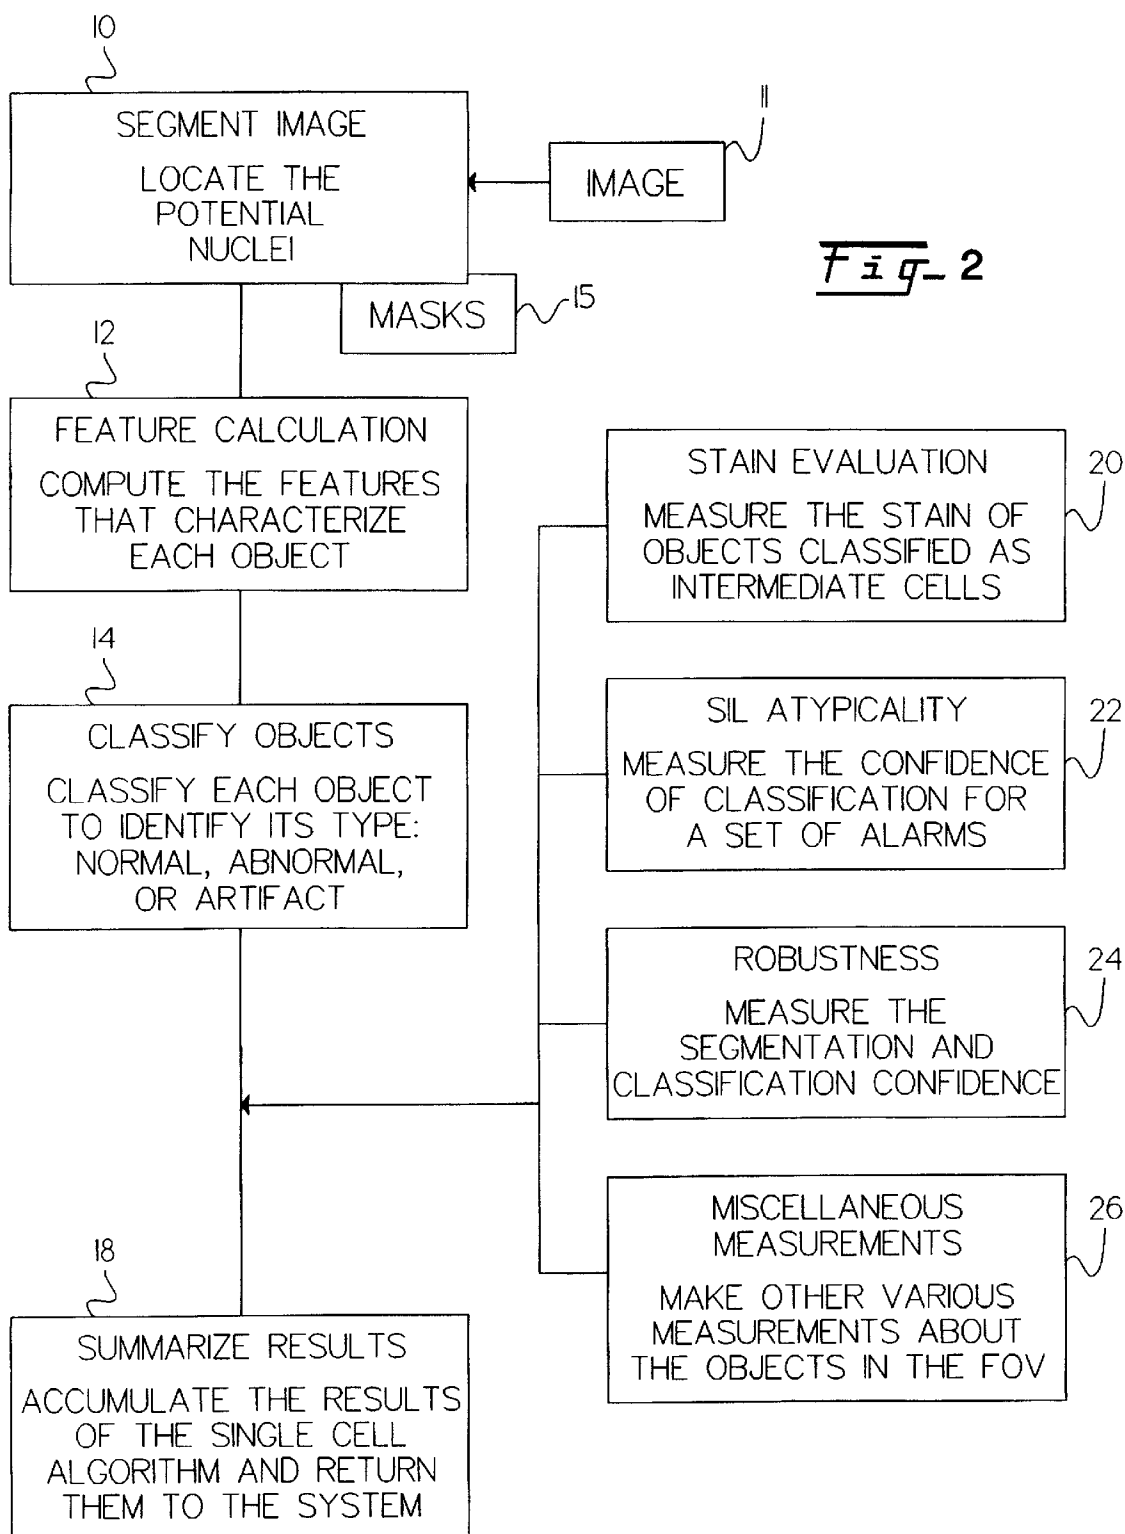 10
SEGMENT IMAGE
LOCATE THE
POTENTIAL
NUCLEI
11
IMAGE
Fig-2
MASKS
15
12
FEATURE CALCULATION
COMPUTE THE FEATURES
THAT CHARACTERIZE
EACH OBJECT
14
CLASSIFY OBJECTS
CLASSIFY EACH OBJECT
TO IDENTIFY ITS TYPE:
NORMAL, ABNORMAL,
OR ARTIFACT
18
SUMMARIZE RESULTS
ACCUMULATE THE RESULTS
OF THE SINGLE CELL
ALGORITHM AND RETURN
THEM TO THE SYSTEM
20
STAIN EVALUATION
MEASURE THE STAIN OF
OBJECTS CLASSIFIED AS
INTERMEDIATE CELLS
22
SIL ATYPICALITY
MEASURE THE CONFIDENCE
OF CLASSIFICATION FOR
A SET OF ALARMS
24
ROBUSTNESS
MEASURE THE
SEGMENTATION AND
CLASSIFICATION CONFIDENCE
26
MISCELLANEOUS
MEASUREMENTS
MAKE OTHER VARIOUS
MEASUREMENTS ABOUT
THE OBJECTS IN THE FOV